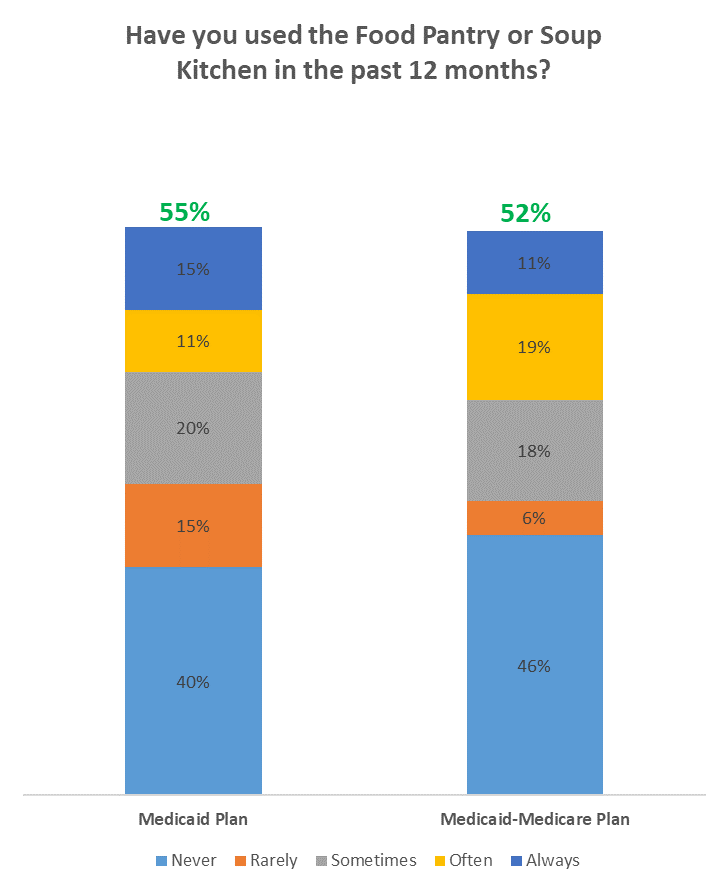 Have you used the Food Pantry or Soup
Kitchen in the past 12 months?
55%
52%
15%
11%
11%
19%
20%
18%
15%
6%
40%
46%
Medicaid Plan
Medicaid-Medicare Plan
Never Rarely Sometimes Often Always